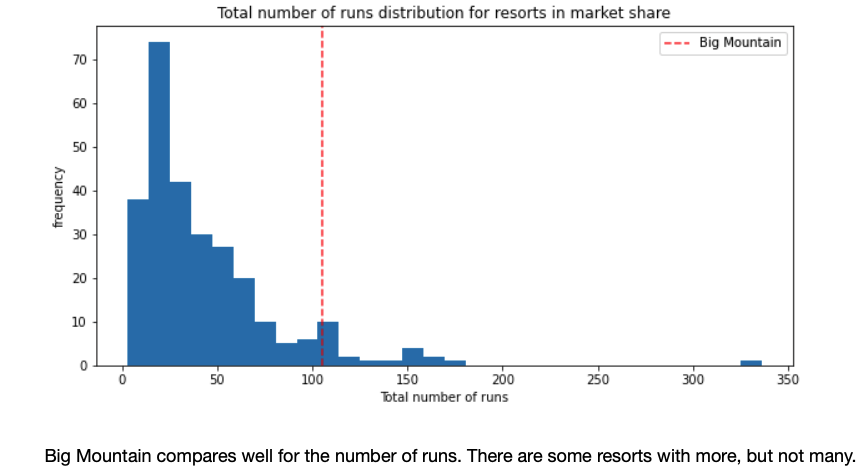 Total number of runs distribution for resorts in market share
Big Mountain
70
60
50
40
30
20
10
0
frequency
0 50 100 150 200 250 300 350
Total number of runs
Big Mountain compares well for the number of runs. There are some resorts with more, but not many.